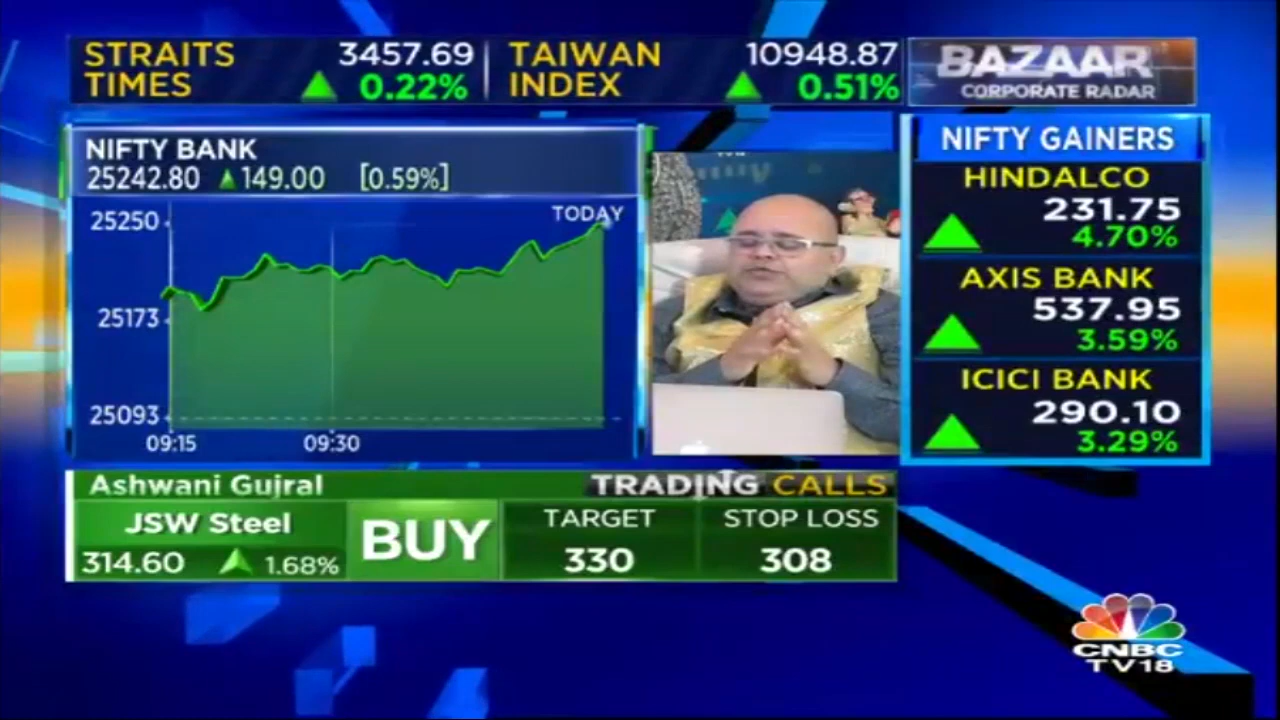 STRAITS TIMES
3457.69
0.22%
TAIWAN INDEX
10948.87
0.51%
BAZAAR
CORPORATE RADAR
NIFTY BANK
25242.80 149.00 [0.59%]
TODAY
25250
25173
25093
09:15 09:30
NIFTY GAINERS
HINDALCO
231.75
4.70%
AXIS BANK
537.95
3.59%
ICICI BANK
290.10
3.29%
Ashwani Gujral
TRADING CALLS
JSW Steel
314.60 1.68%
BUY
TARGET
330
STOP LOSS
308
CNBC
TV18